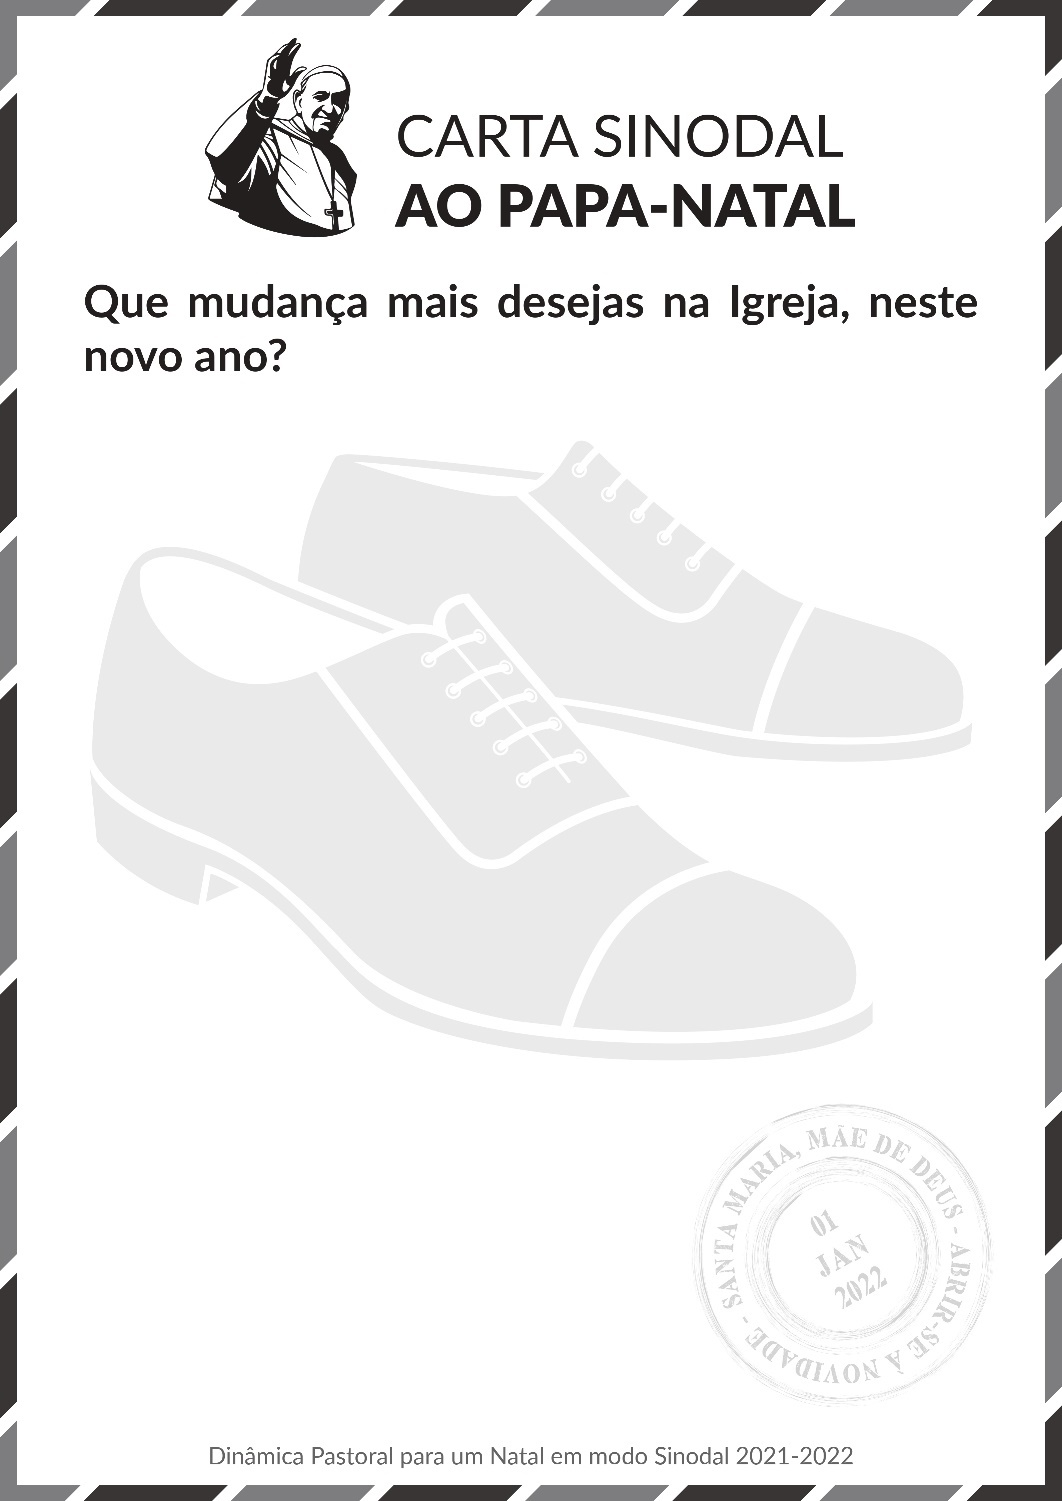 CARTA SINODAL
AO PAPA-NATAL
Que mudança mais desejas na Igreja, neste
novo ano?
SANTA MARIA, MÃE DE DEUS - ABRIR-SE À NOVIDADE -
01
JAN
2022
Dinâmica Pastoral para um Natal em modo Sinodal 2021-2022